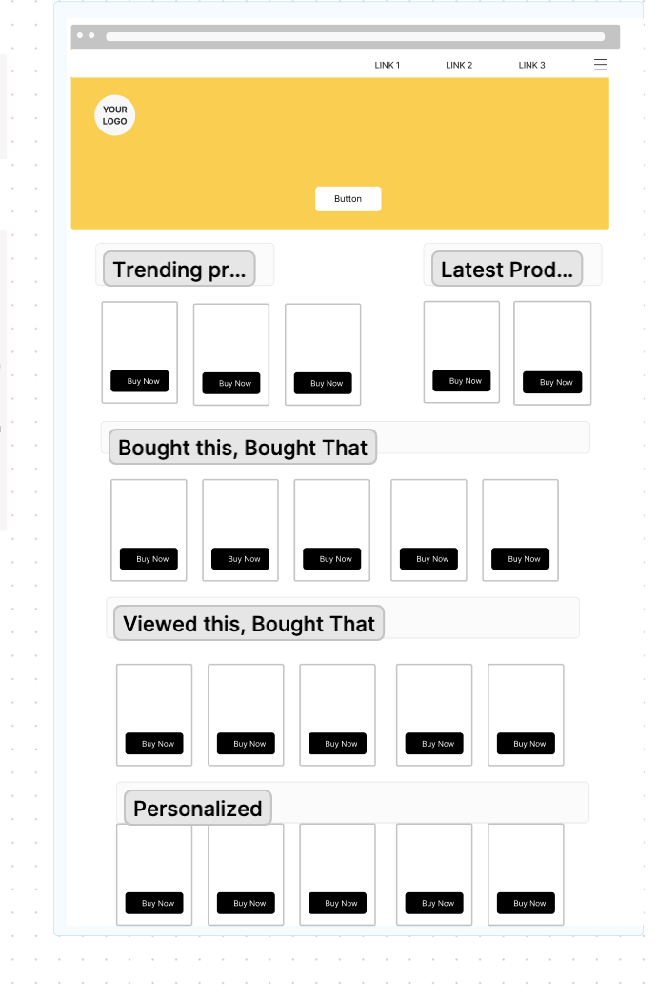 LINK 1 LINK 2 LINK 3
YOUR
LOGO
Button
Trending pr... Latest Prod...
Buy Now Buy Now Buy Now Buy Now Buy Now
Bought this, Bought That
Buy Now Buy Now Buy Now Buy Now Buy Now
Viewed this, Bought That
Buy Now Buy Now Buy Now Buy Now Buy Now
Personalized
Buy Now Buy Now Buy Now Buy Now Buy Now